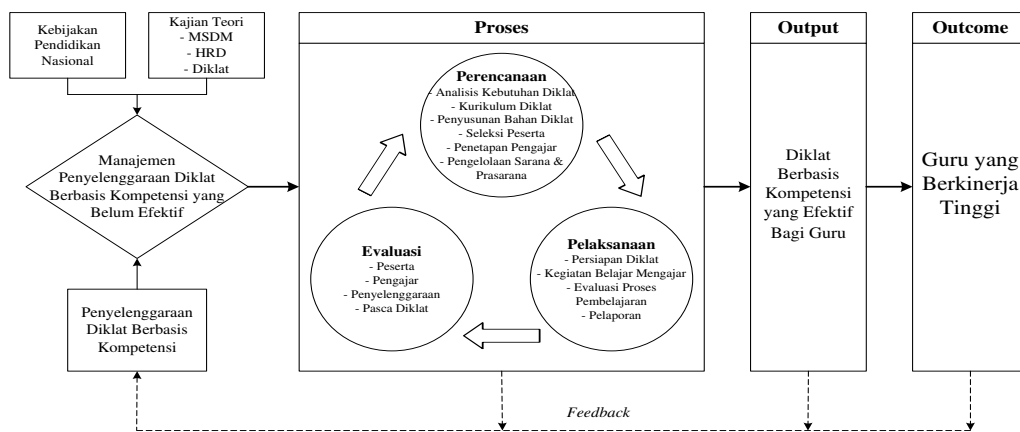 Kebijakan
Pendidikan
Nasional
Kajian Teori
- MSDM
- HRD
- Diklat
Manajemen
Penyelenggaraan Diklat
Berbasis Kompetensi yang
Belum Efektif
Penyelenggaraan
Diklat Berbasis
Kompetensi
Proses
Perencanaan
- Analisis Kebutuhan Diklat
- Kurikulum Diklat
- Penyusunan Bahan Diklat
- Seleksi Peserta
- Penetapan Pengajar
- Pengelolaan Sarana &
Prasarana
Evaluasi
- Peserta
- Pengajar
- Penyelenggaraan
- Pasca Diklat
Pelaksanaan
- Persiapan Diklat
- Kegiatan Belajar Mengajar
- Evaluasi Proses
Pembelajaran
- Pelaporan
Output
Diklat
Berbasis
Kompetensi
yang Efektif
Bagi Guru
Outcome
Guru yang
Berkinerja
Tinggi
Feedback